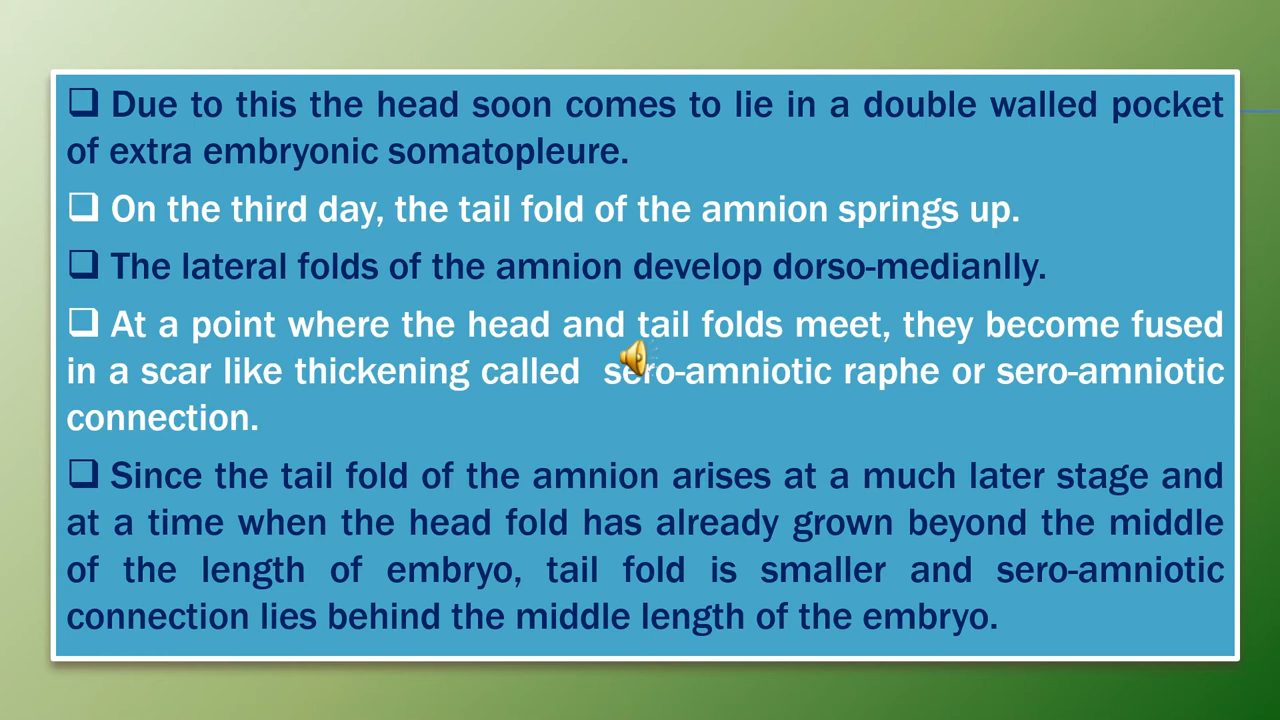 ❑ Due to this the head soon comes to lie in a double walled pocket
of extra embryonic somatopleure.
❑ On the third day, the tail fold of the amnion springs up.
❑ The lateral folds of the amnion develop dorso-medianlly.
❑ At a point where the head and tail folds meet, they become fused
in a scar like thickening called sero-amniotic raphe or sero-amniotic
connection.
❑ Since the tail fold of the amnion arises at a much later stage and
at a time when the head fold has already grown beyond the middle
of the length of embryo, tail fold is smaller and sero-amniotic
connection lies behind the middle length of the embryo.